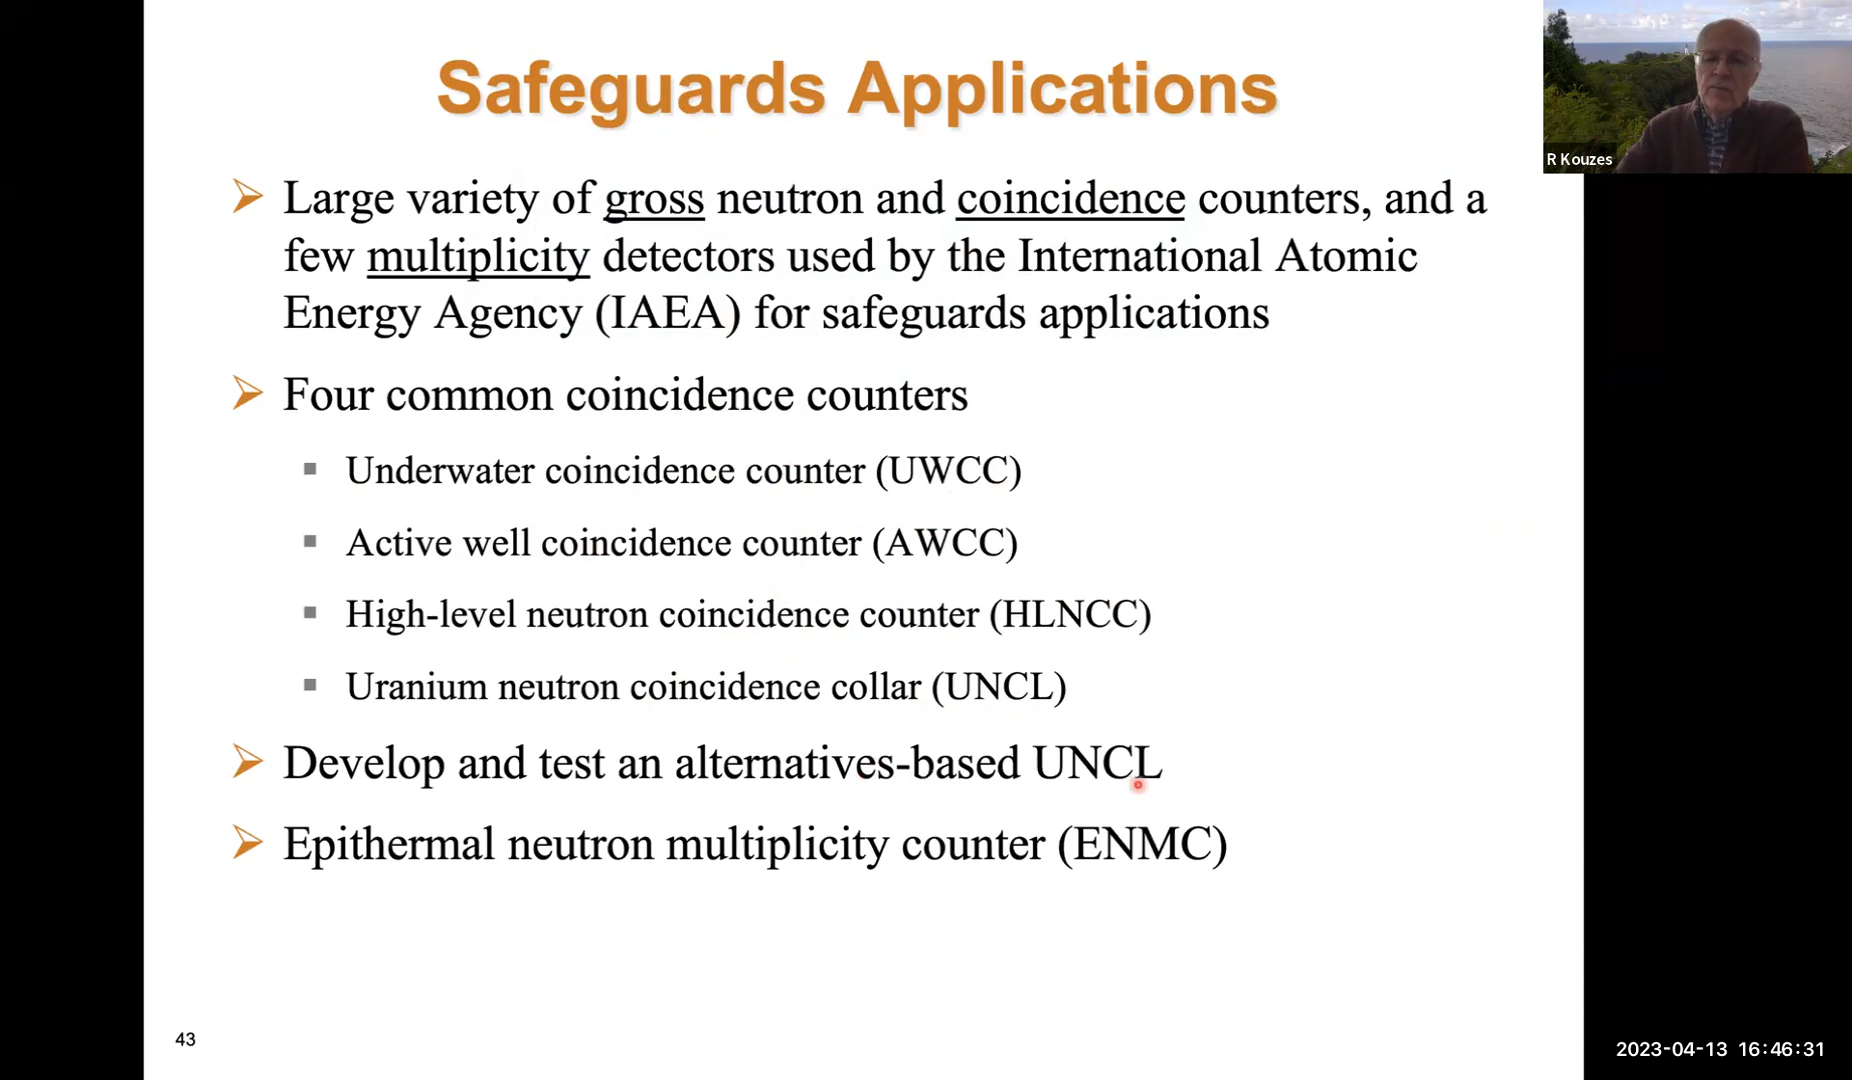 Safeguards Applications
R Kouzes
Large variety of gross neutron and coincidence counters, and a
few multiplicity detectors used by the International Atomic
Energy Agency (IAEA) for safeguards applications
Four common coincidence counters
Underwater coincidence counter (UWCC)
Active well coincidence counter (AWCC)
High-level neutron coincidence counter (HLNCC)
Uranium neutron coincidence collar (UNCL)
Develop and test an alternatives-based UNCL
Epithermal neutron multiplicity counter (ENMC)
43
2023-04-13 16:46:31